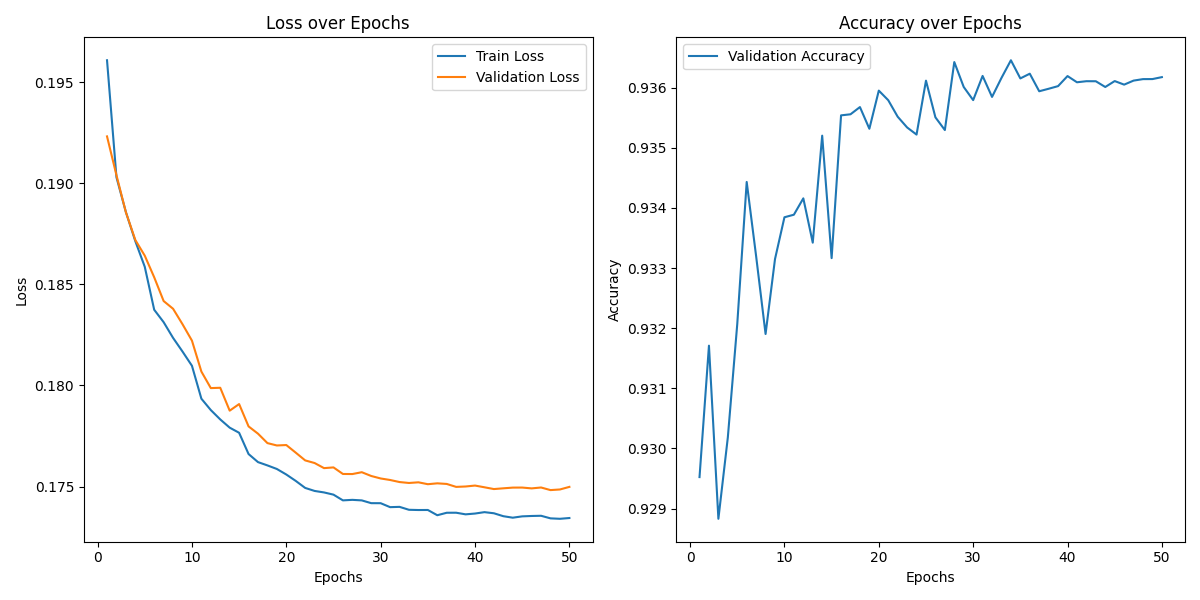 Loss over Epochs
Train Loss
Validation Loss
0.195
0.190
0.185
0.180
0.175
Loss
0
10
20
30
40
50
Epochs
Accuracy over Epochs
Validation Accuracy
0.936
0.935
0.934
0.933
0.932
0.931
0.930
0.929
Accuracy
0
10
20
30
40
50
Epochs